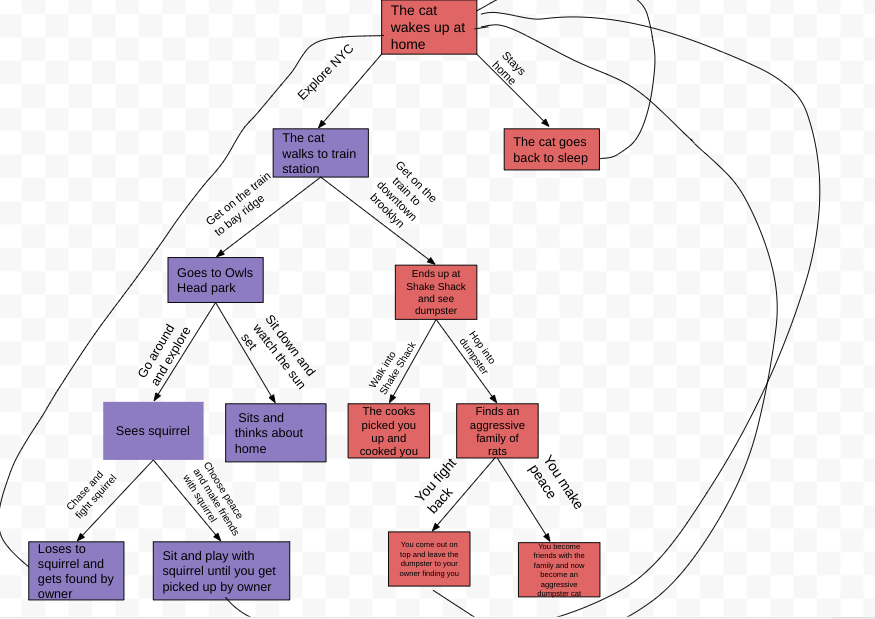 The cat
wakes up at
home
Explore NYC
Stays
home
The cat
walks to train
station
The cat goes
back to sleep
Get on the train
to bay ridge
Get on the
train to
downtown
brooklyn
Goes to Owls
Head park
Ends up at
Shake Shack
and see
dumpster
Go around
and explore
Sit down and
watch the sun
set
Walk into
Shake Shack
Hop into
dumpster
Sees squirrel
Sits and
thinks about
home
The cooks
picked you
up and
cooked you
Finds an
aggressive
family of
rats
Chase and
fight squirrel
Choose peace
and make friends
with squirrel
You fight
back
You make
peace
Loses to
squirrel and
gets found by
owner
Sit and play with
squirrel until you get
picked up by owner
You come out on
top and leave the
dumpster to your
owner finding you
You become
friends with the
family and now
become an
aggressive
dumpster cat